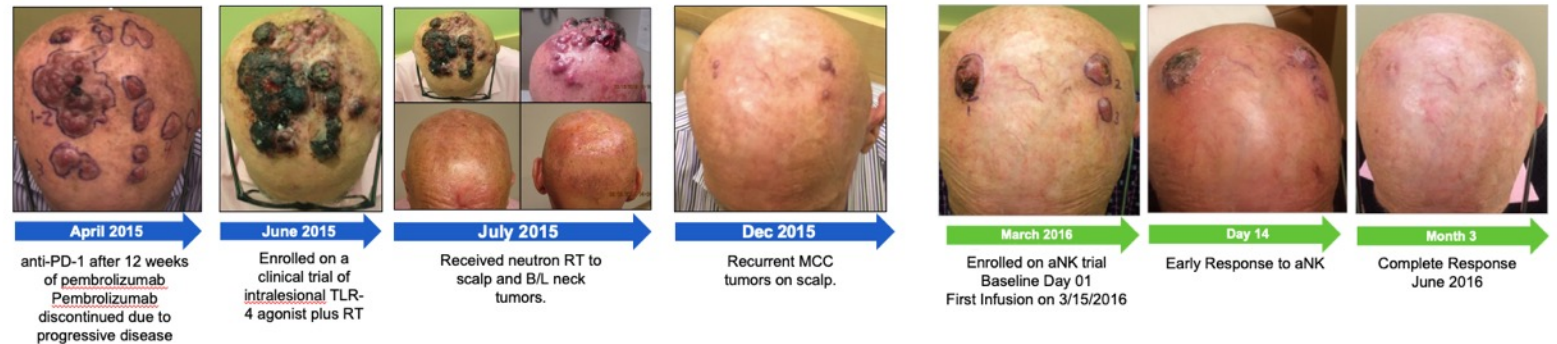 April 2015
anti-PD-1 after 12 weeks
of pembrolizumab
Pembrolizumab
discontinued due to
progressive disease
June 2015
Enrolled on a
clinical trial of
intralesional TLR-
4 agonist plus RT
July 2015
Received neutron RT to
scalp and B/L neck
tumors.
Dec 2015
Recurrent MCC
tumors on scalp.
March 2016
Enrolled on aNK trial
Baseline Day 01
First Infusion on 3/15/2016
Day 14
Early Response to aNK
Month 3
Complete Response
June 2016
1-2
2